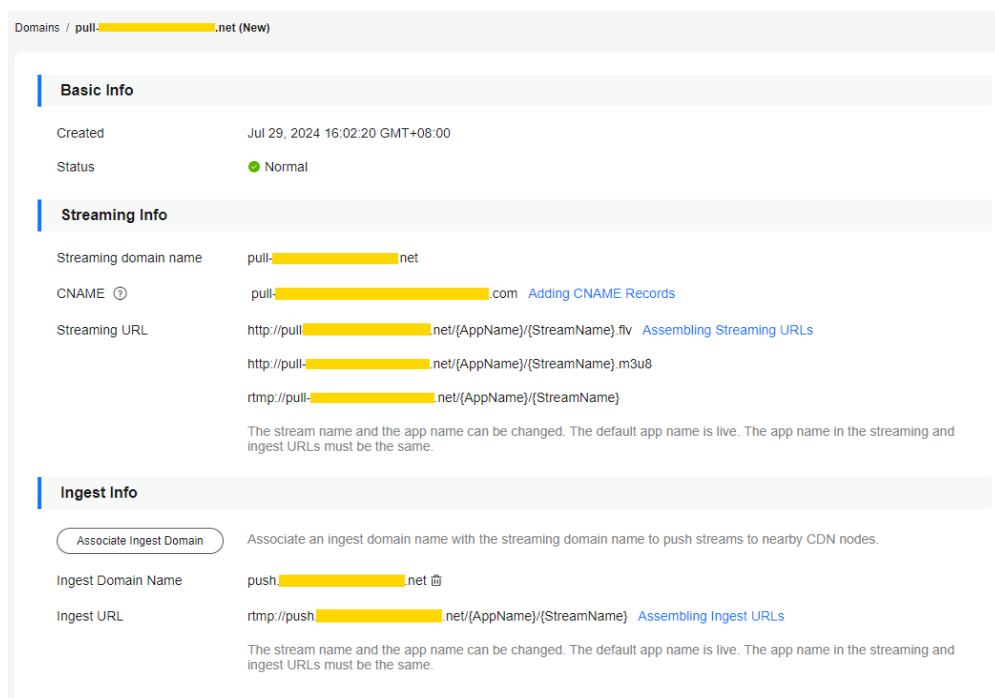 Domains / pull- .net (New)
Basic Info
Created Jul 29, 2024 16:02:20 GMT+08:00
Status Normal
Streaming Info
Streaming domain name pull- net
CNAME ? pull- .com Adding CNAME Records
Streaming URL http://pull .net/{AppName}/{StreamName}.flv Assembling Streaming URLs
http://pull- .net/{AppName}/{StreamName}.m3u8
rtmp://pull- .net/{AppName}/{StreamName}
The stream name and the app name can be changed. The default app name is live. The app name in the streaming and
ingest URLs must be the same.
Ingest Info
Associate Ingest Domain Associate an ingest domain name with the streaming domain name to push streams to nearby CDN nodes.
Ingest Domain Name push. .net
Ingest URL rtmp://push. .net/{AppName}/{StreamName} Assembling Ingest URLs
The stream name and the app name can be changed. The default app name is live. The app name in the streaming and
ingest URLs must be the same.